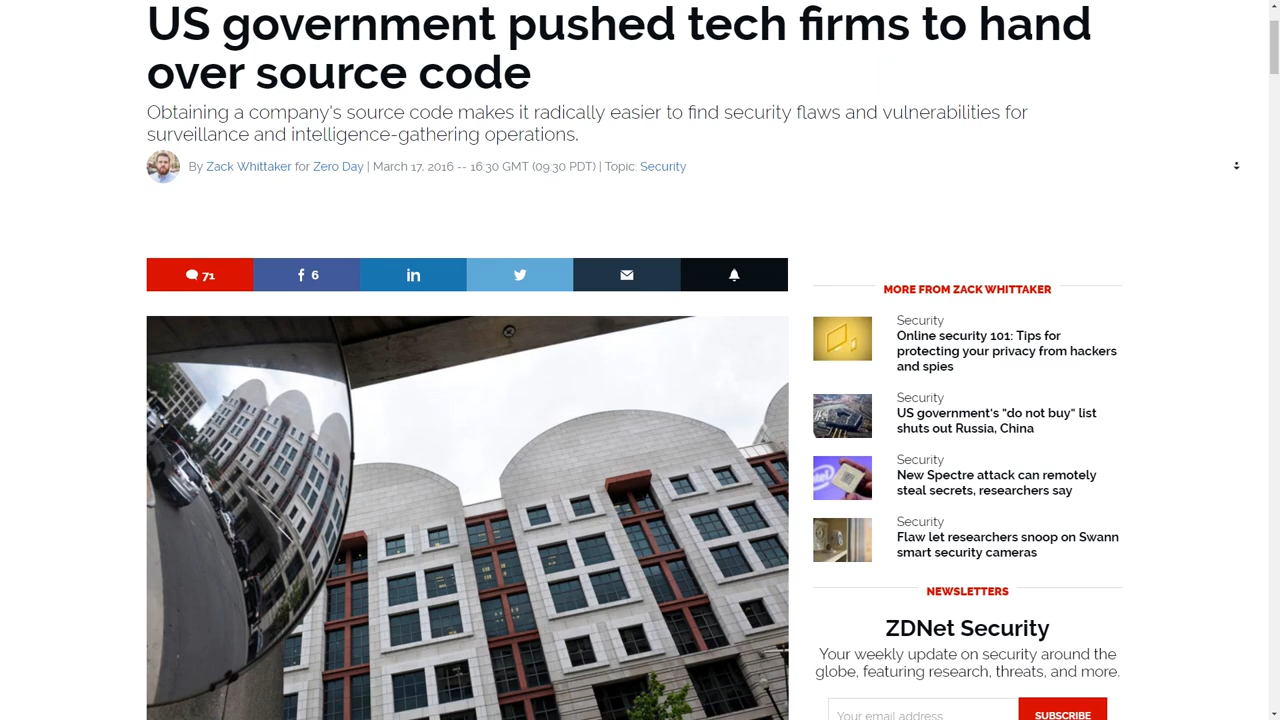 US government pushed tech firms to hand
over source code
Obtaining a company's source code makes it radically easier to find security flaws and vulnerabilities for
surveillance and intelligence-gathering operations.
By Zack Whittaker for Zero Day | March 17, 2016 -- 16:30 GMT (09:30 PDT) | Topic: Security
71
6
MORE FROM ZACK WHITTAKER
Security
Online security 101: Tips for
protecting your privacy from hackers
and spies
Security
US government's "do not buy" list
shuts out Russia, China
Security
New Spectre attack can remotely
steal secrets, researchers say
Security
Flaw let researchers snoop on Swann
smart security cameras
NEWSLETTERS
ZDNet Security
Your weekly update on security around the
globe, featuring research, threats, and more.
Your email address
SUBSCRIBE